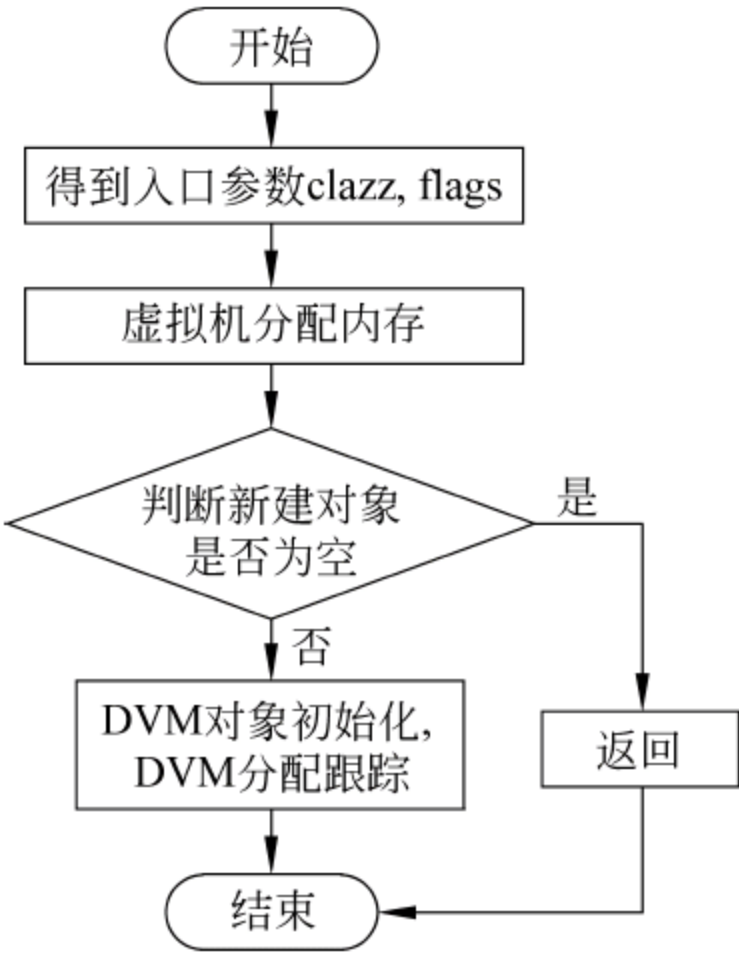 开始
得到入口参数clazz, flags
虚拟机分配内存
判断新建对象
是否为空
是
否
DVM对象初始化,
DVM分配跟踪
返回
结束